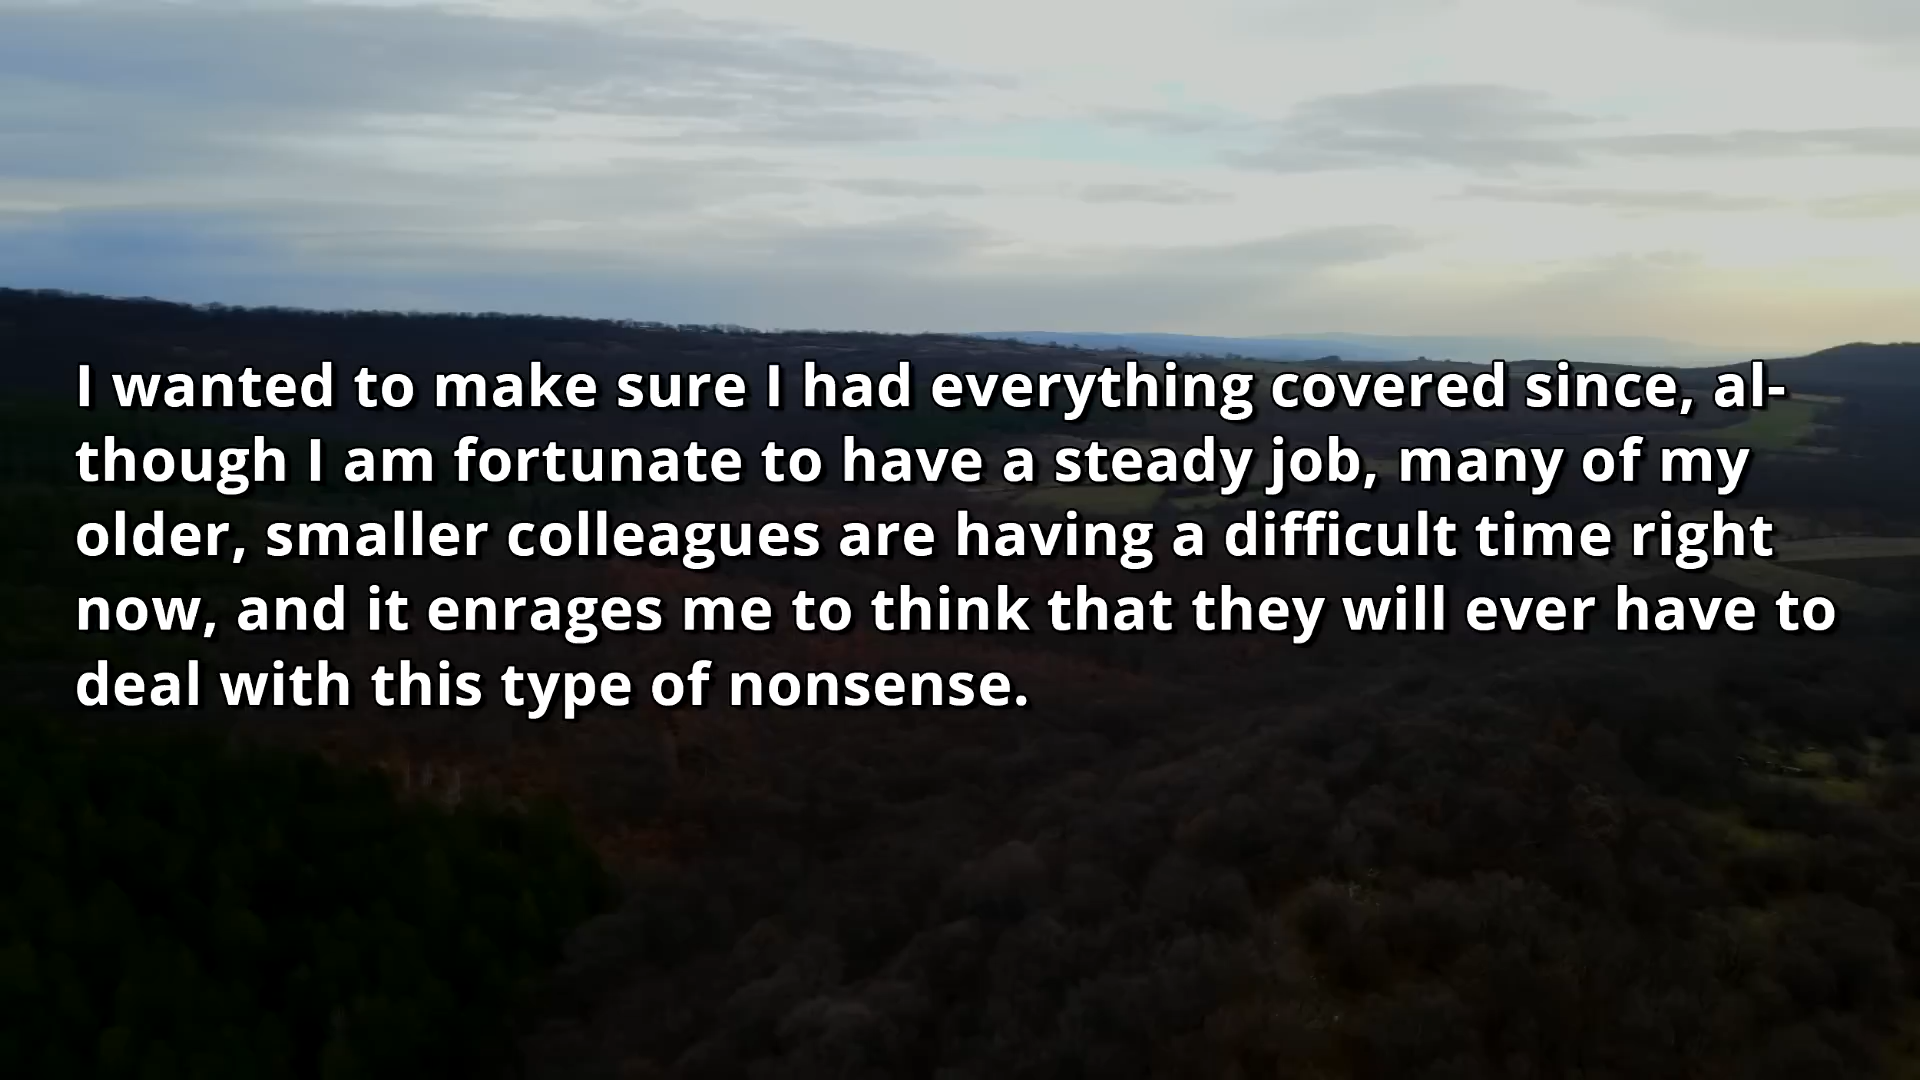 I wanted to make sure I had everything covered since, al-
though I am fortunate to have a steady job, many of my
older, smaller colleagues are having a difficult time right
now, and it enrages me to think that they will ever have to
deal with this type of nonsense.